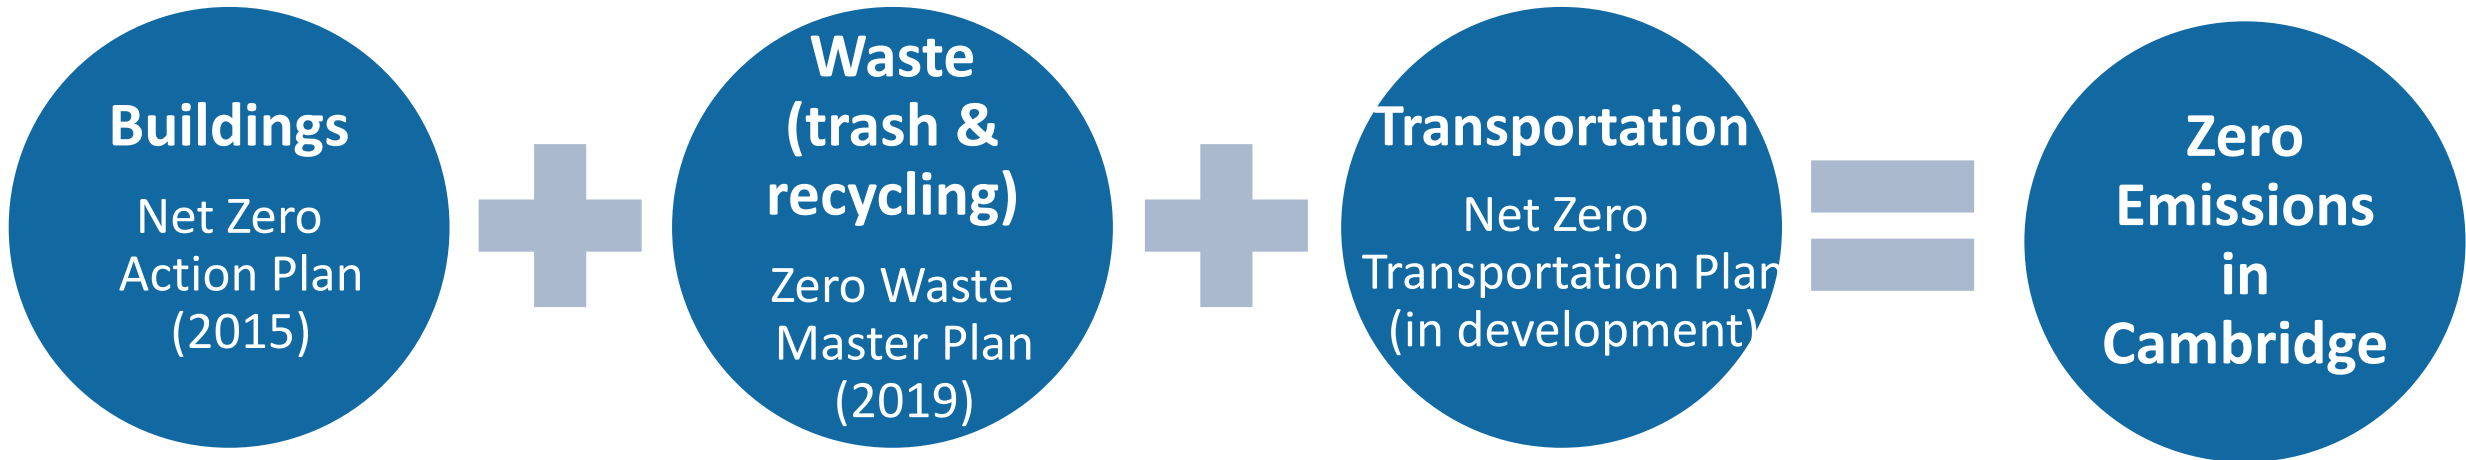 Buildings
Net Zero
Action Plan
(2015)
Waste
(trash &
recycling)
Zero Waste
Master Plan
(2019)
Transportation
Net Zero
Transportation Plan
(in development)
Zero
Emissions
in
Cambridge